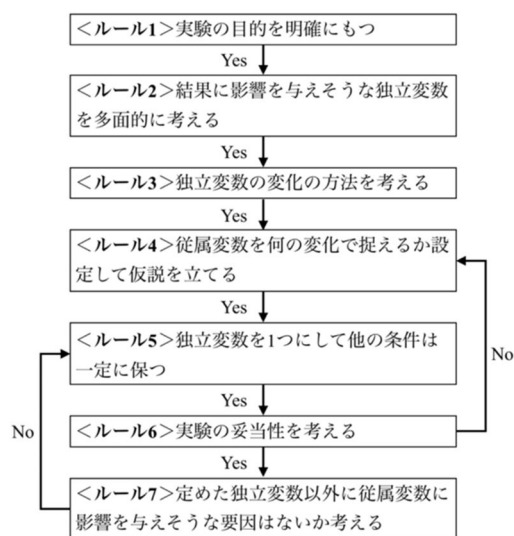 <ルール1>実験の目的を明確にもつ
Yes
<ルール2>結果に影響を与えそうな独立変数
を多面的に考える
Yes
<ルール3>独立変数の変化の方法を考える
Yes
<ルール4>従属変数を何の変化で捉えるか設
定して仮説を立てる
Yes
<ルール5>独立変数を1つにして他の条件は
一定に保つ
No
Yes
No
<ルール6>実験の妥当性を考える
Yes
<ルール7>定めた独立変数以外に従属変数に
影響を与えそうな要因はないか考える